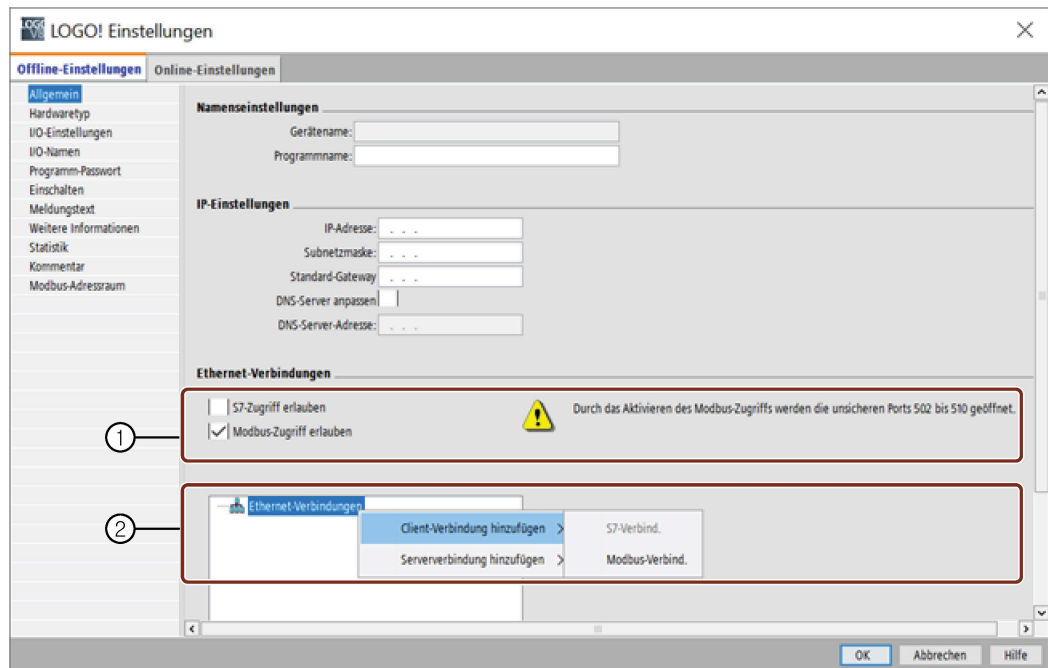 LOGO! Einstellungen
Offline-Einstellungen Online-Einstellungen
Allgemein
Hardwaretyp
I/O-Einstellungen
I/O-Namen
Programm-Passwort
Einschalten
Meldungstext
Weitere Informationen
Statistik
Kommentar
Modbus-Adressraum
Namenseinstellungen
Gerätename:
Programmname:
IP-Einstellungen
IP-Adresse: . . .
Subnetzmaske: . . .
Standard-Gateway . . .
DNS-Server anpassen
DNS-Server-Adresse: . . .
Ethernet-Verbindungen
S7-Zugriff erlauben
Durch das Aktivieren des Modbus-Zugriffs werden die unsicheren Ports 502 bis 510 geöffnet.
Modbus-Zugriff erlauben
1
Ethernet-Verbindungen
2
Client-Verbindung hinzufügen > S7-Verbind.
Serververbindung hinzufügen > Modbus-Verbind.
OK Abbrechen Hilfe